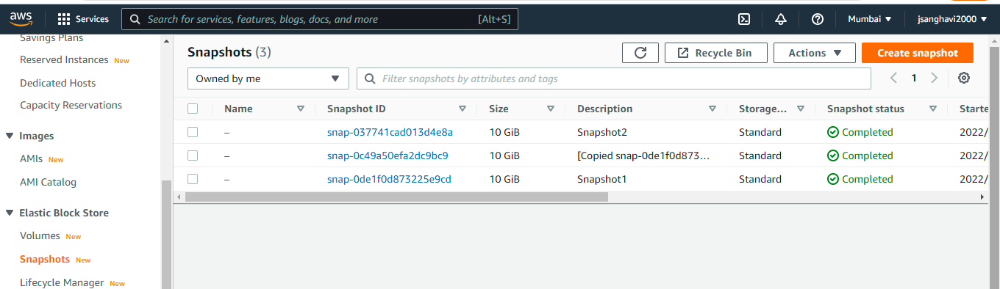 aws Services Search for services, features, blogs, docs, and more [Alt+S] Mumbai ▼ jsanghavi2000 ▼
Savings Plans
Reserved Instances New
Dedicated Hosts
Capacity Reservations
▼ Images
AMIs New
AMI Catalog
▼ Elastic Block Store
Volumes New
Snapshots New
Lifecycle Manager New
Snapshots (3) Recycle Bin Actions ▼ Create snapshot
Owned by me ▼ Filter snapshots by attributes and tags < 1 >
Name Snapshot ID Size Description Storage... Snapshot status Starte
– snap-037741cad013d4e8a 10 GiB Snapshot2 Standard Completed 2022/
– snap-0c49a50efa2dc9bc9 10 GiB [Copied snap-0de1f0d873... Standard Completed 2022/
– snap-0de1f0d873225e9cd 10 GiB Snapshot1 Standard Completed 2022/